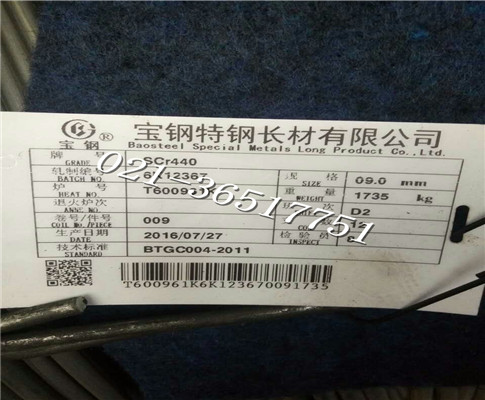 宝钢 ® 宝钢特钢长材有限公司
Baosteel Special Metals Long Product Co.,Ltd.
牌号 GRADE SCr440 规格 SIZE 09.0 mm
轧制编号 BATCH NO. 重量 WEIGHT 1735 kg
炉号 HEAT NO.
退火炉次 ANNE NO. D2
卷号/件号 COIL No./PIECE 009 12
生产日期 DATE 2016/07/27 检验员 INSPECT
技术标准 STANDARD BTGC004-2011
T600961K6K123670091735
021-36517751